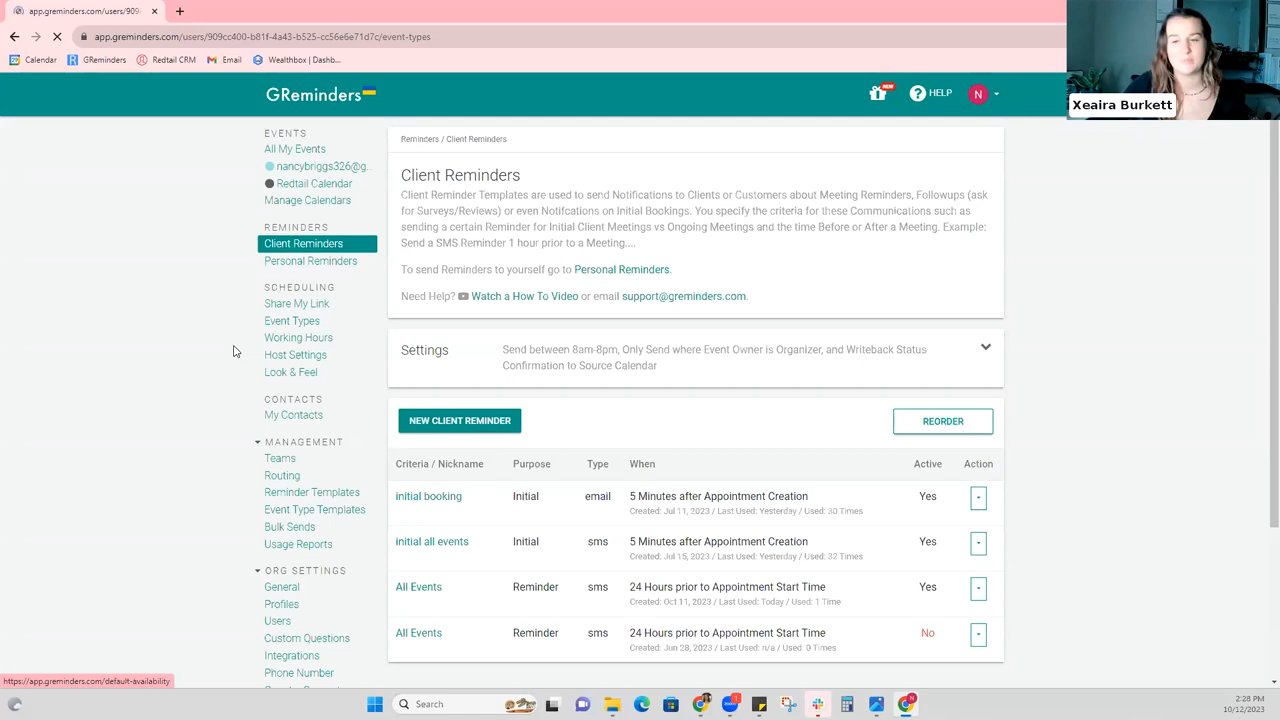 app.greminders.com/users/909
app.greminders.com/users/909cc400-b81f-4a43-b525-cc56e6e71d7c/event-types
Calendar
GReminders
Redtail CRM
Email
Wealthbox | Dashb...
GReminders
NEW
HELP
N
Xeaira Burkett
EVENTS
All My Events
nancybriggs326@g...
Redtail Calendar
Manage Calendars
REMINDERS
Client Reminders
Personal Reminders
SCHEDULING
Share My Link
Event Types
Working Hours
Host Settings
Look & Feel
CONTACTS
My Contacts
MANAGEMENT
Teams
Routing
Reminder Templates
Event Type Templates
Bulk Sends
Usage Reports
ORG SETTINGS
General
Profiles
Users
Custom Questions
Integrations
Phone Number
Reminders / Client Reminders
Client Reminders
Client Reminder Templates are used to send Notifications to Clients or Customers about Meeting Reminders, Followups (ask
for Surveys/Reviews) or even Notifcations on Initial Bookings. You specify the criteria for these Communications such as
sending a certain Reminder for Initial Client Meetings vs Ongoing Meetings and the time Before or After a Meeting. Example:
Send a SMS Reminder 1 hour prior to a Meeting....
To send Reminders to yourself go to Personal Reminders.
Need Help? Watch a How To Video or email support@greminders.com.
Settings
Send between 8am-8pm, Only Send where Event Owner is Organizer, and Writeback Status
Confirmation to Source Calendar
NEW CLIENT REMINDER
REORDER
Criteria / Nickname Purpose Type When Active Action
initial booking Initial email 5 Minutes after Appointment Creation Yes
Created: Jul 11, 2023 / Last Used: Yesterday / Used: 30 Times
initial all events Initial sms 5 Minutes after Appointment Creation Yes
Created: Jul 15, 2023 / Last Used: Yesterday / Used: 32 Times
All Events Reminder sms 24 Hours prior to Appointment Start Time Yes
Created: Oct 11, 2023 / Last Used: Today / Used: 1 Time
All Events Reminder sms 24 Hours prior to Appointment Start Time No
Created: Jun 28, 2023 / Last Used: n/a / Used: 0 Times
https://app.greminders.com/default-availability
Search
2:28 PM
10/12/2023